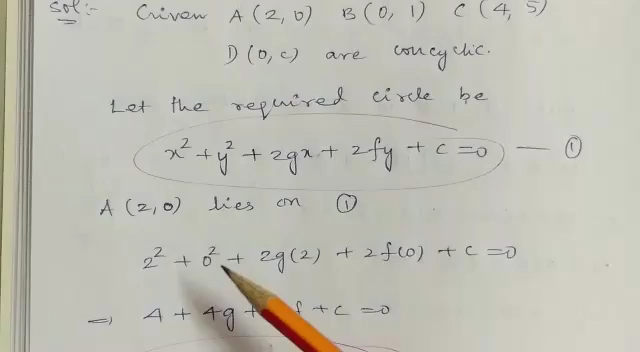 Sol:- Given A(2,0) B(0,1) C(4,5)
D(0,c) are concyclic.
Let the required circle be
x² + y² + 2gx + 2fy + c = 0 — ①
A(2,0) lies on ①
2² + 0² + 2g(2) + 2f(0) + c = 0
⇒ 4 + 4g + f + c = 0